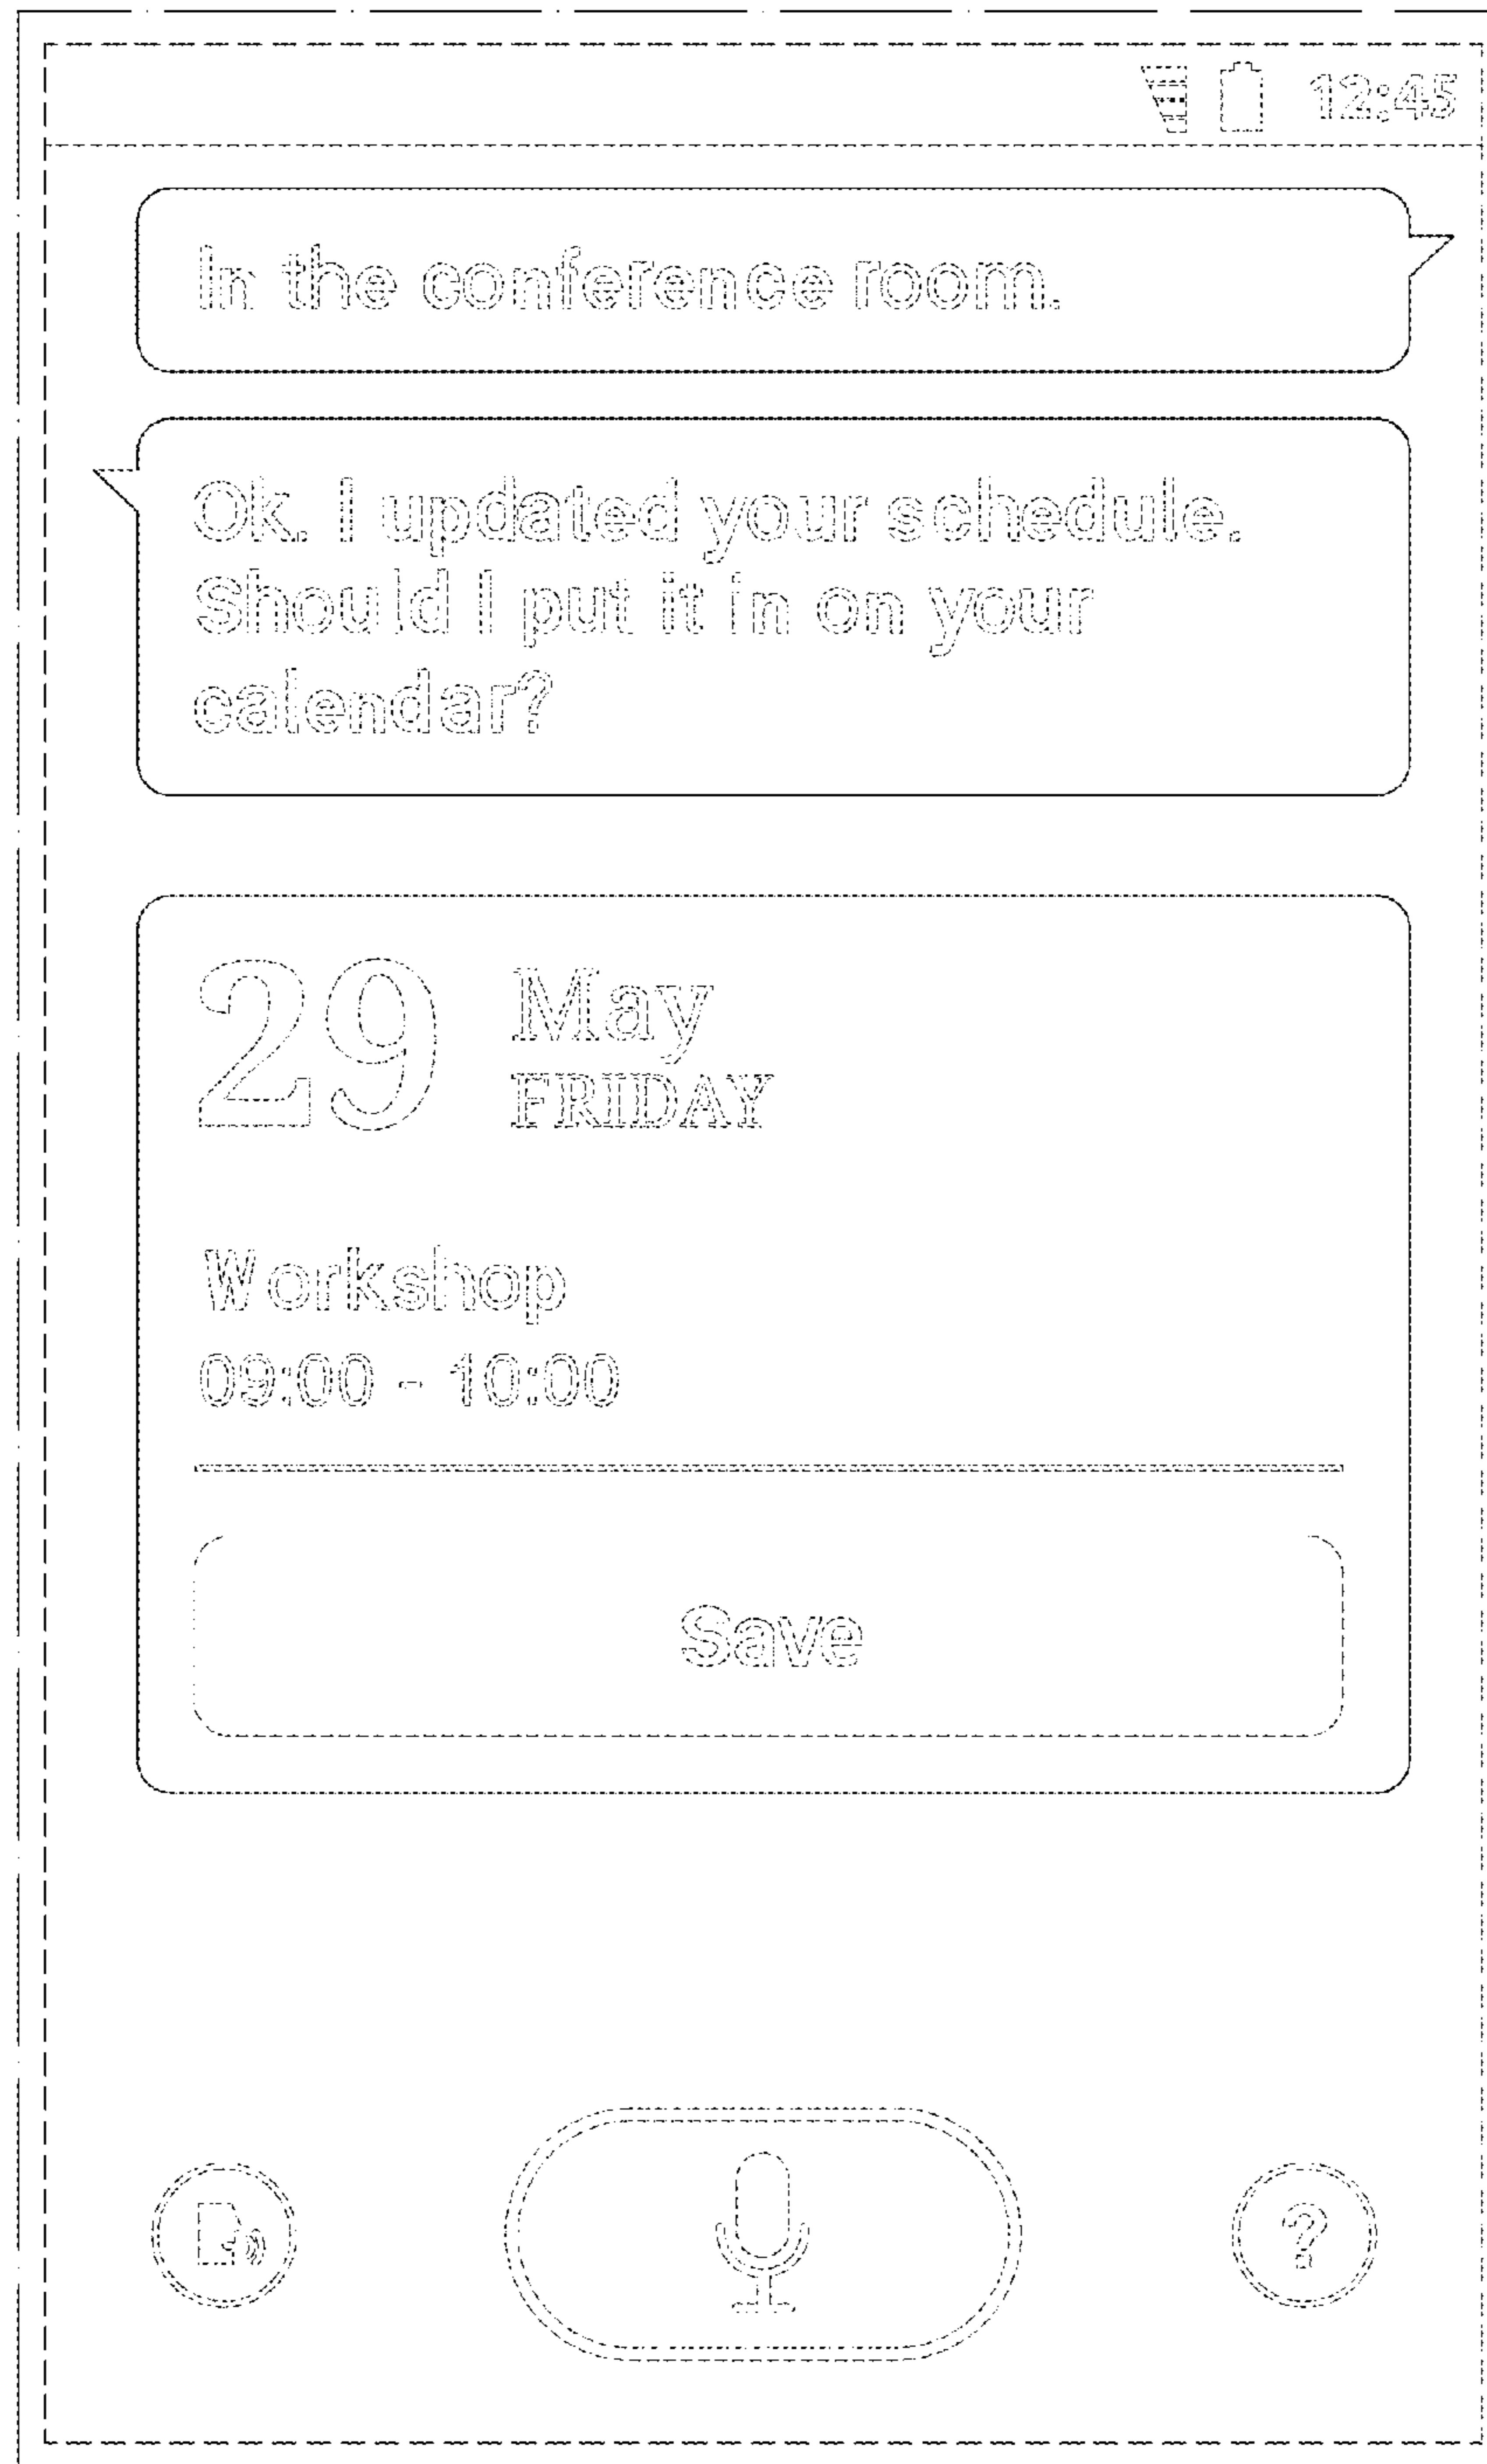 12:45
In the conference room.
Ok. I updated your schedule.
Should I put it in on your
calendar?
29 May
FRIDAY
Workshop
09:00 - 10:00
Save
?